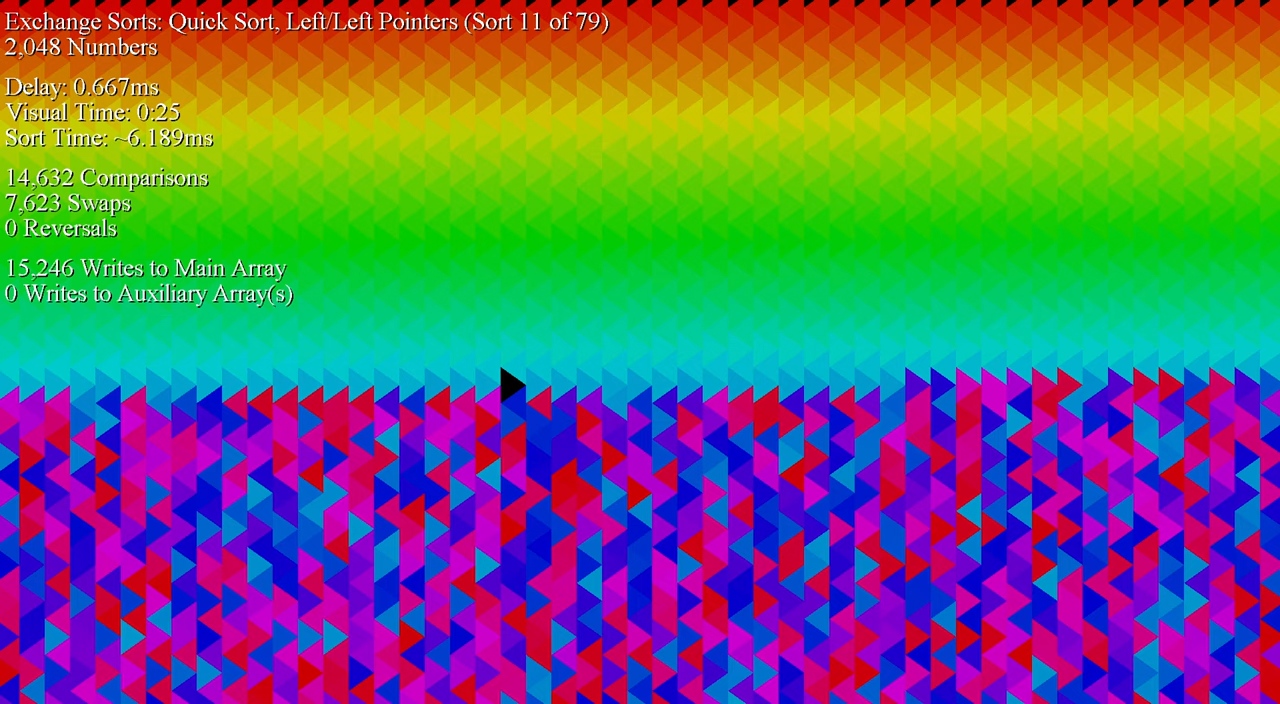 Exchange Sorts: Quick Sort, Left/Left Pointers (Sort 11 of 79)
2,048 Numbers
Delay: 0.667ms
Visual Time: 0:25
Sort Time: ~6.189ms
14,632 Comparisons
7,623 Swaps
0 Reversals
15,246 Writes to Main Array
0 Writes to Auxiliary Array(s)